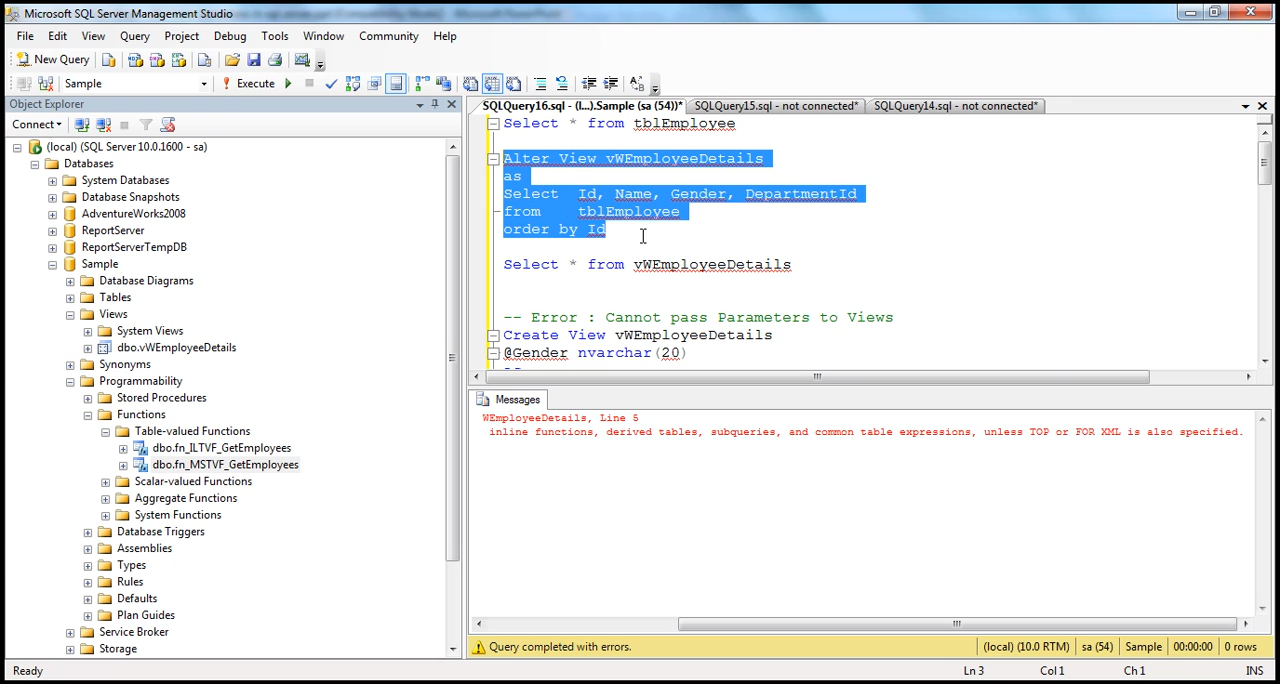 Microsoft SQL Server Management Studio
File Edit View Query Project Debug Tools Window Community Help
New Query
Sample Execute
Object Explorer
SQLQuery16.sql - (l...).Sample (sa (54))* SQLQuery15.sql - not connected* SQLQuery14.sql - not connected*
Connect
(local) (SQL Server 10.0.1600 - sa)
Databases
System Databases
Database Snapshots
AdventureWorks2008
ReportServer
ReportServerTempDB
Sample
Database Diagrams
Tables
Views
System Views
dbo.vWEmployeeDetails
Synonyms
Programmability
Stored Procedures
Functions
Table-valued Functions
dbo.fn_ILTVF_GetEmployees
dbo.fn_MSTVF_GetEmployees
Scalar-valued Functions
Aggregate Functions
System Functions
Database Triggers
Assemblies
Types
Rules
Defaults
Plan Guides
Service Broker
Storage
Select * from tblEmployee
Alter View vWEmployeeDetails
as
Select Id, Name, Gender, DepartmentId
from tblEmployee
order by Id
Select * from vWEmployeeDetails
-- Error : Cannot pass Parameters to Views
Create View vWEmployeeDetails
@Gender nvarchar(20)
Messages
WEmployeeDetails, Line 5
inline functions, derived tables, subqueries, and common table expressions, unless TOP or FOR XML is also specified.
Query completed with errors. (local) (10.0 RTM) sa (54) Sample 00:00:00 0 rows
Ready Ln 3 Col 1 Ch 1 INS